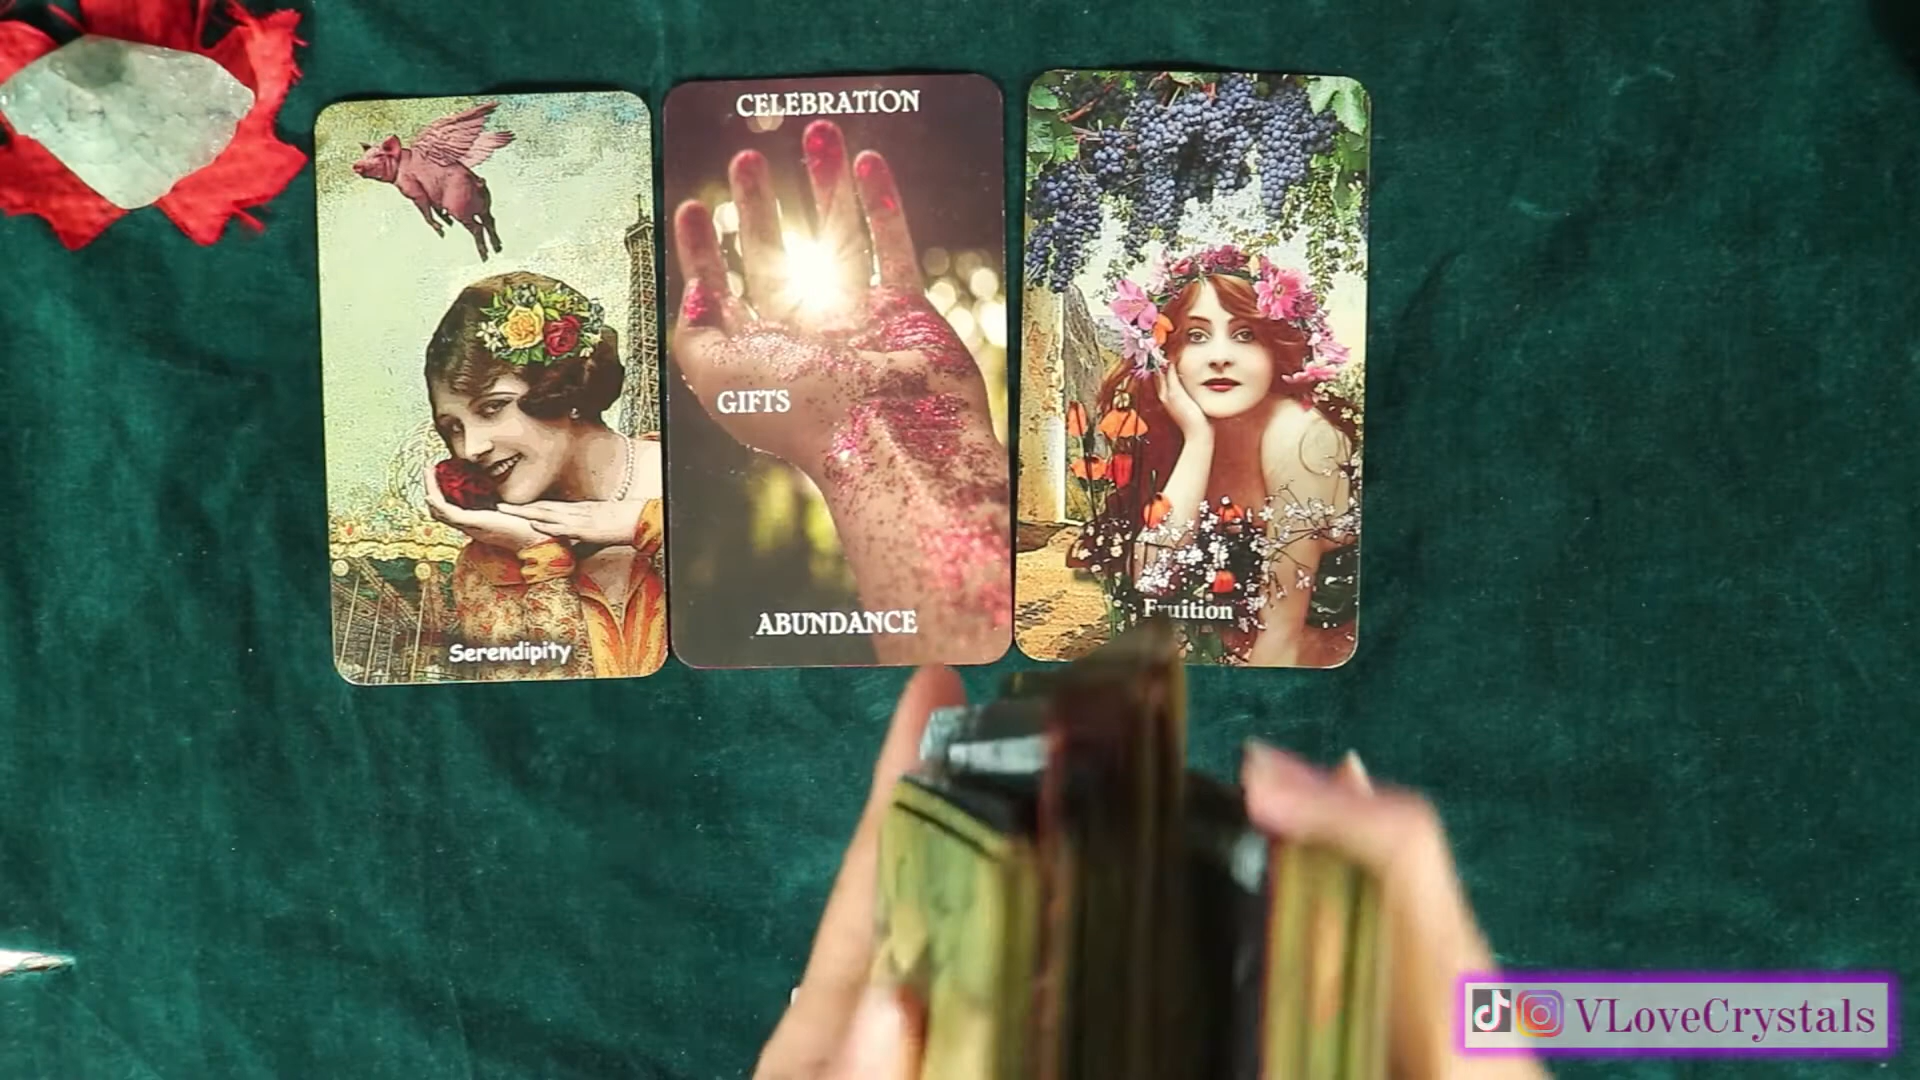 CELEBRATION
GIFTS
ABUNDANCE
Serendipity
Fruition
VLoveCrystals